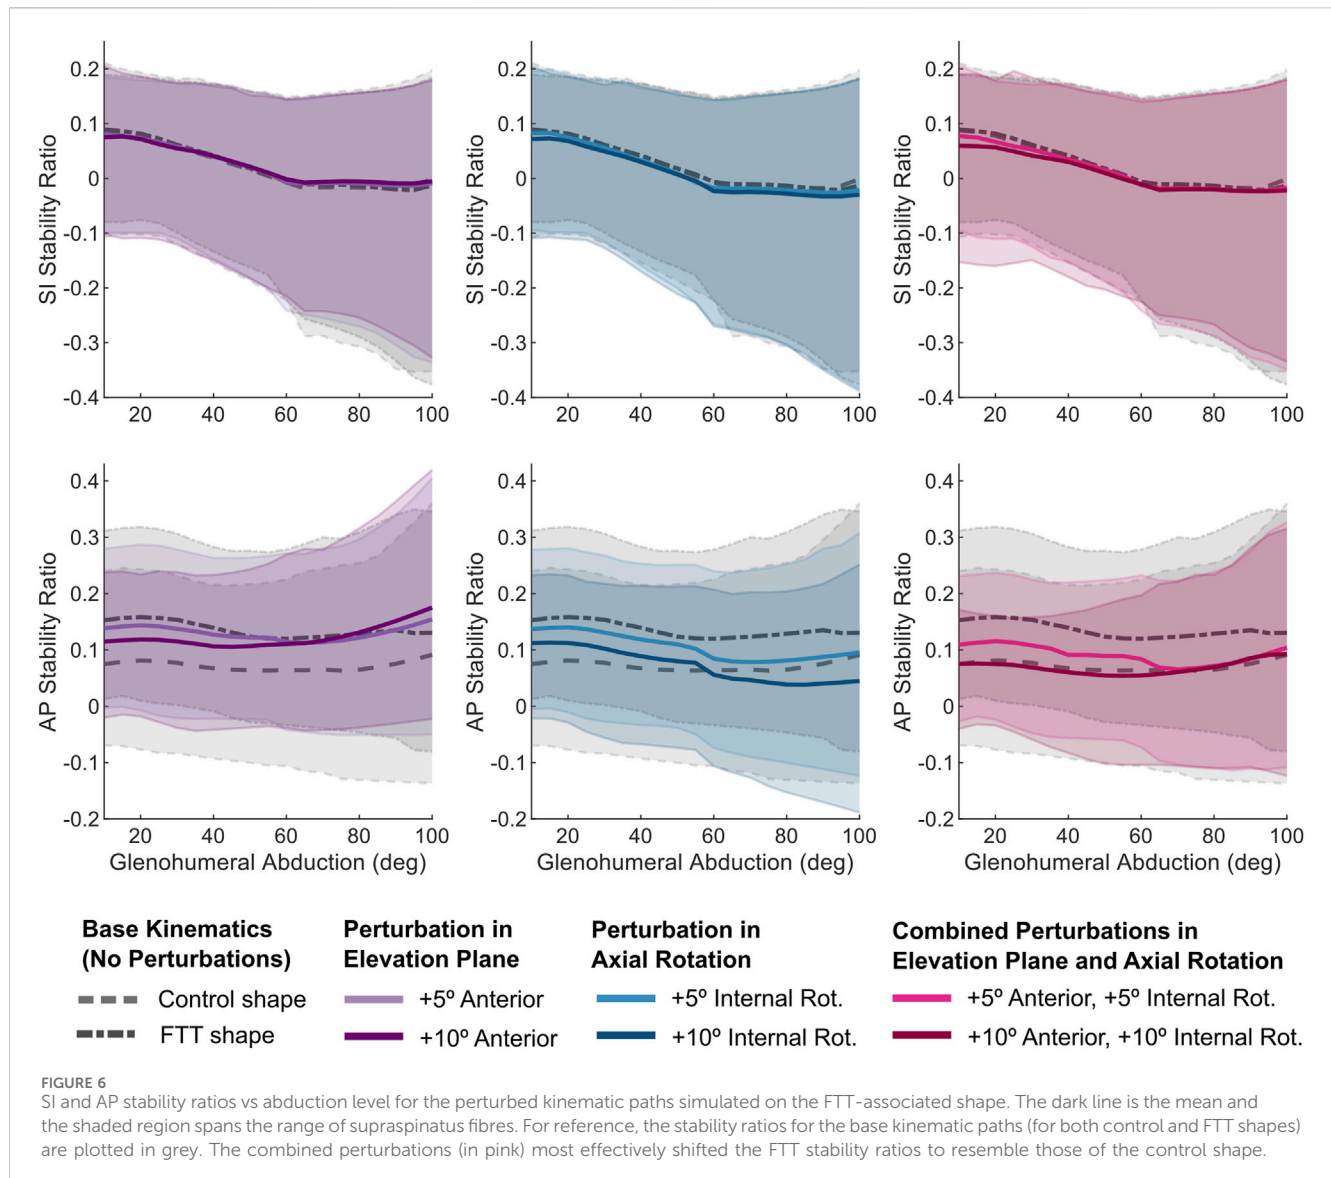 SI Stability Ratio
0.2
0.1
0
-0.1
-0.2
-0.3
-0.4
20 40 60 80 100
SI Stability Ratio
0.2
0.1
0
-0.1
-0.2
-0.3
-0.4
20 40 60 80 100
SI Stability Ratio
0.2
0.1
0
-0.1
-0.2
-0.3
-0.4
20 40 60 80 100
AP Stability Ratio
0.4
0.3
0.2
0.1
0
-0.1
-0.2
20 40 60 80 100
Glenohumeral Abduction (deg)
AP Stability Ratio
0.4
0.3
0.2
0.1
0
-0.1
-0.2
20 40 60 80 100
Glenohumeral Abduction (deg)
AP Stability Ratio
0.4
0.3
0.2
0.1
0
-0.1
-0.2
20 40 60 80 100
Glenohumeral Abduction (deg)
Base Kinematics
(No Perturbations)
Control shape
FTT shape
Perturbation in
Elevation Plane
+5º Anterior
+10º Anterior
Perturbation in
Axial Rotation
+5º Internal Rot.
+10º Internal Rot.
Combined Perturbations in
Elevation Plane and Axial Rotation
+5º Anterior, +5º Internal Rot.
+10º Anterior, +10º Internal Rot.
FIGURE 6
SI and AP stability ratios vs abduction level for the perturbed kinematic paths simulated on the FTT-associated shape. The dark line is the mean and
the shaded region spans the range of supraspinatus fibres. For reference, the stability ratios for the base kinematic paths (for both control and FTT shapes)
are plotted in grey. The combined perturbations (in pink) most effectively shifted the FTT stability ratios to resemble those of the control shape.